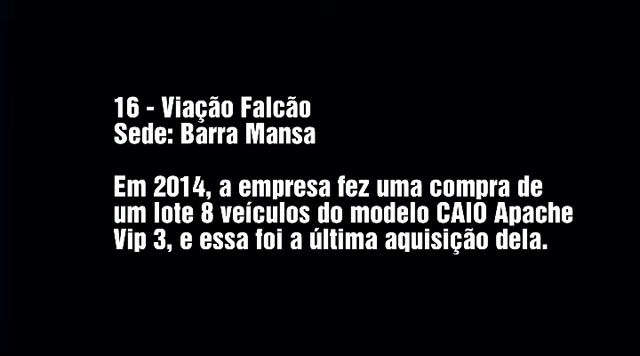 16 - Viação Falcão
Sede: Barra Mansa
Em 2014, a empresa fez uma compra de
um lote 8 veículos do modelo CAIO Apache
Vip 3, e essa foi a última aquisição dela.